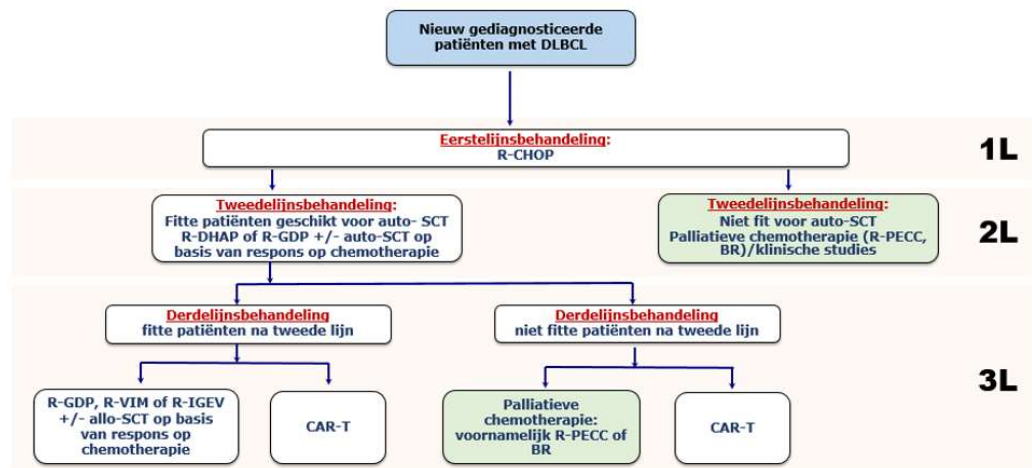 Nieuw gediagnosticeerde
patiënten met DLBCL
Eerstelijnsbehandeling:
R-CHOP
1L
Tweedelijnsbehandeling:
Fitte patiënten geschikt voor auto- SCT
R-DHAP of R-GDP +/- auto-SCT op
basis van respons op chemotherapie
Tweedelijnsbehandeling:
Niet fit voor auto-SCT
Palliatieve chemotherapie (R-PECC,
BR)/klinische studies
2L
Derdelijnsbehandeling
fitte patiënten na tweede lijn
Derdelijnsbehandeling
niet fitte patiënten na tweede lijn
R-GDP, R-VIM of R-IGEV
+/- allo-SCT op basis
van respons op
chemotherapie
CAR-T
Palliatieve
chemotherapie:
voornamelijk R-PECC of
BR
CAR-T
3L